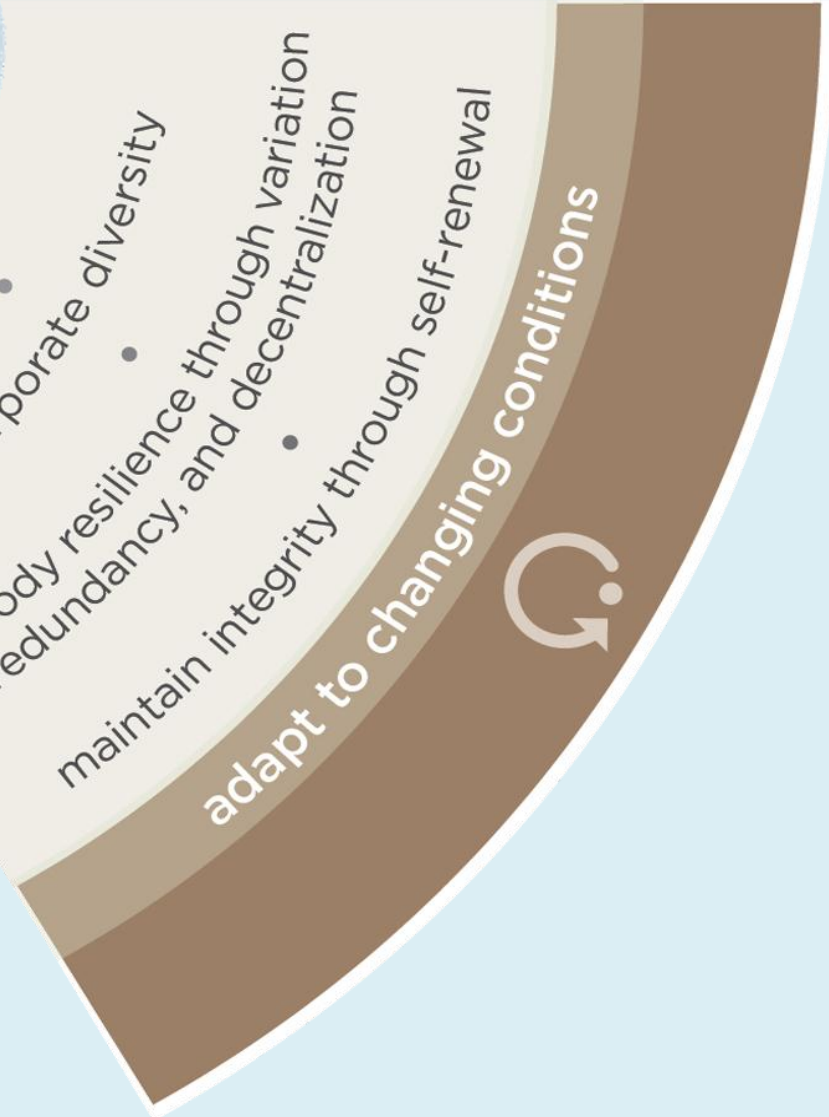 porate diversity
ody resilience through variation
edundancy, and decentralization
maintain integrity through self-renewal
adapt to changing conditions